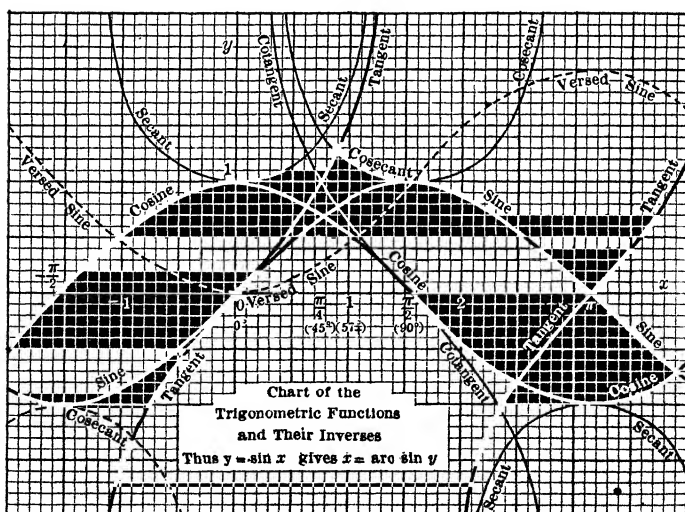 y
Cotangent
Secant
Tangent
Cosecant
Secant
Versed Sine
1
Cosecant
Versed Sine
Cosine
Sine
Tangent
-π/2
-1
0
0°
Versed Sine
π/4
(45°)
1
(57±)
Cosine
π/2
(90°)
2
π
x
Tangent
Sine
Sine
Tangent
Cotangent
Cosine
Cosecant
Chart of the
Trigonometric Functions
and Their Inverses
Thus y = sin x gives x = arc sin y
Secant
Secant